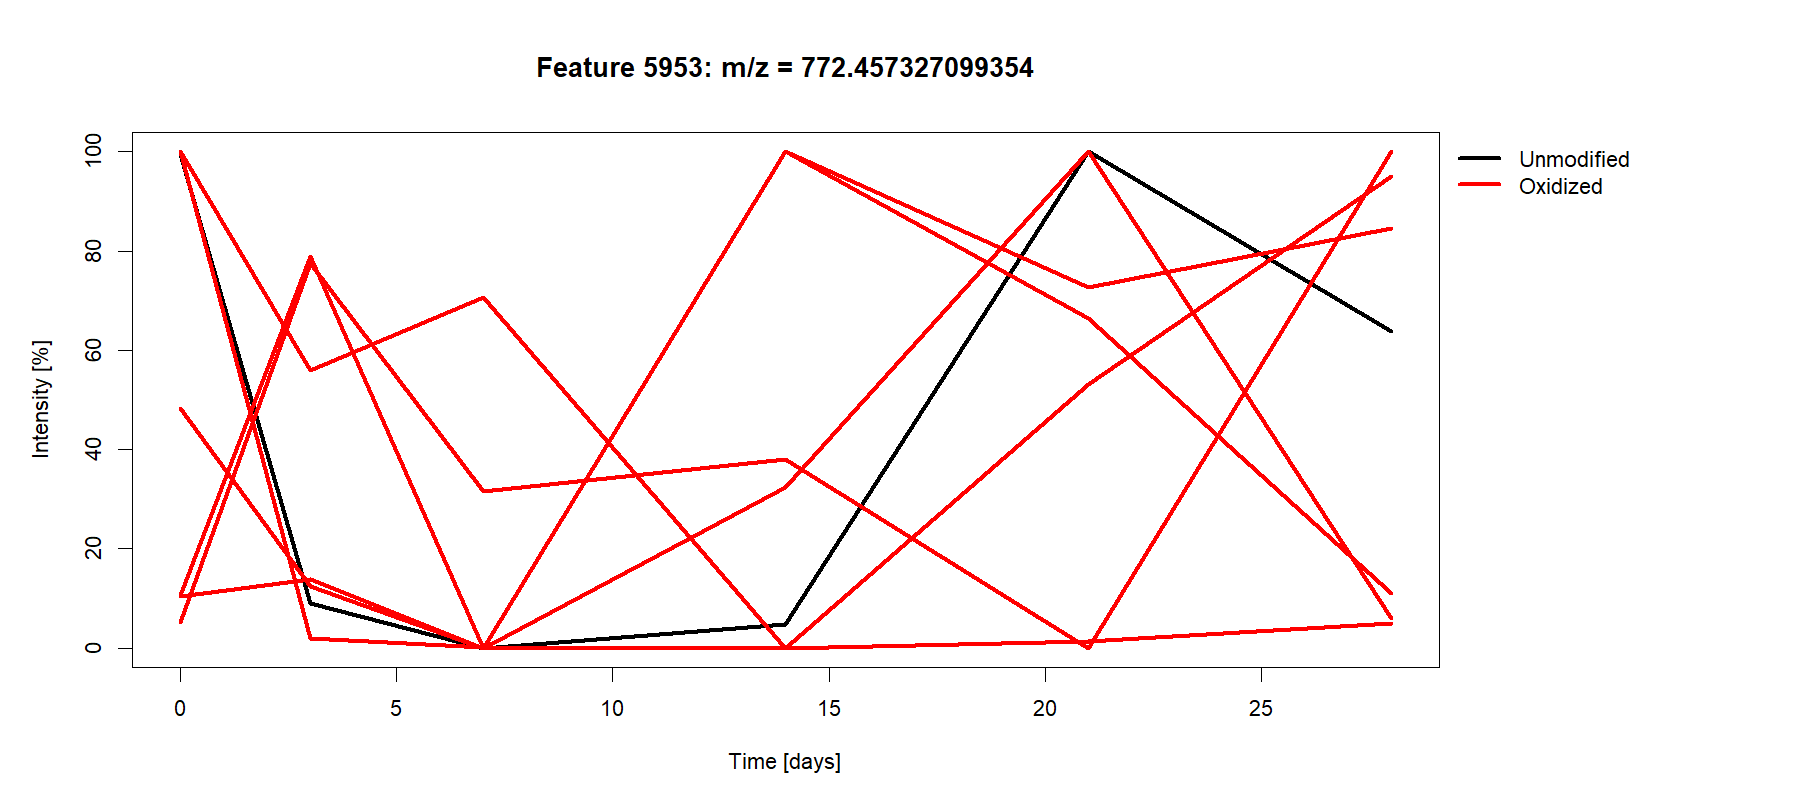 Feature 5953: m/z = 772.457327099354
Unmodified
Oxidized
Intensity [%]
100
80
60
40
20
0
0 5 10 15 20 25
Time [days]